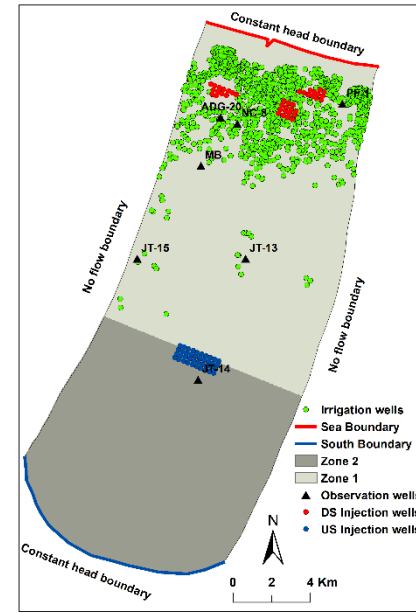 Constant head boundary
PF-1
ADG-20
NC-8
MB
No flow boundary
JT-15
JT-13
No flow boundary
JT-14
Irrigation wells
Sea Boundary
South Boundary
Zone 2
Zone 1
Observation wells
DS Injection wells
US Injection wells
N
Constant head boundary
0 2 4 Km